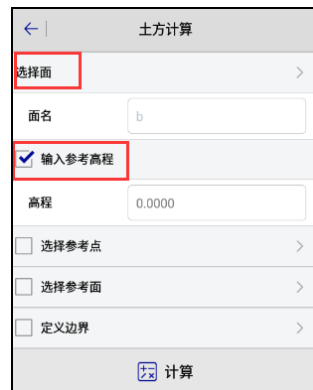 土方计算
选择面
面名 b
输入参考高程
高程 0.0000
选择参考点
选择参考面
定义边界
计算